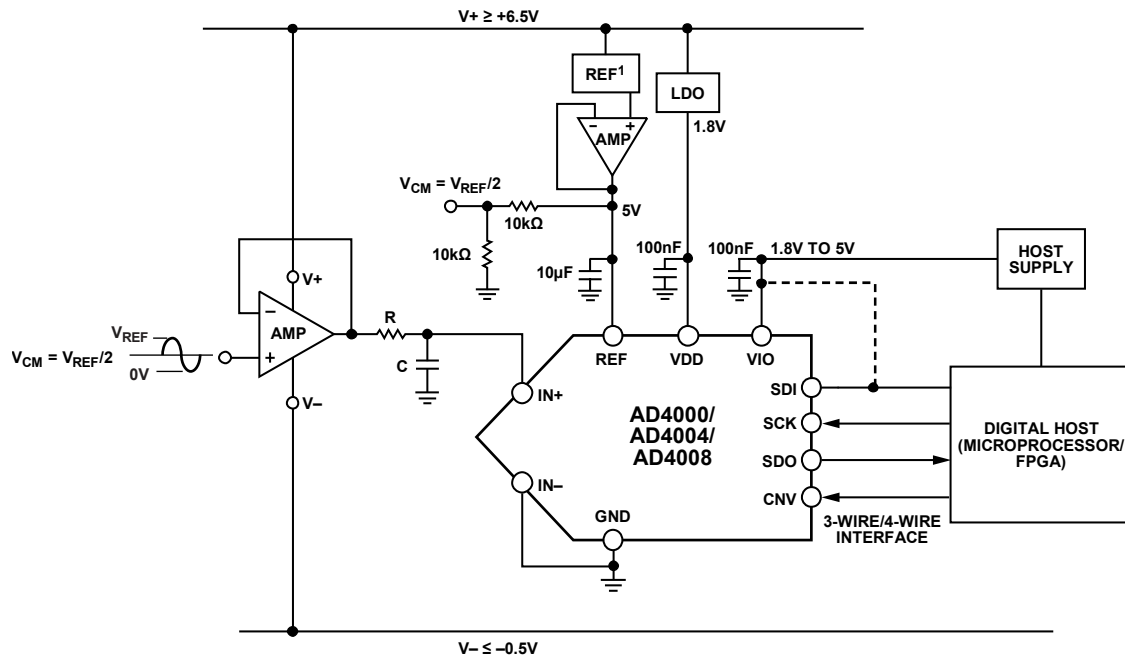 V+ ≥ +6.5V
REF¹
LDO
− +
AMP
1.8V
VCM = VREF/2
5V
10kΩ
10kΩ
100nF
100nF
1.8V TO 5V
HOST
SUPPLY
10µF
V+
−
AMP
+
R
VREF
VCM = VREF/2
0V
C
V−
REF
VDD
VIO
IN+
SDI
AD4000/
AD4004/
AD4008
SCK
DIGITAL HOST
(MICROPROCESSOR/
FPGA)
SDO
IN−
CNV
GND
3-WIRE/4-WIRE
INTERFACE
V− ≤ −0.5V